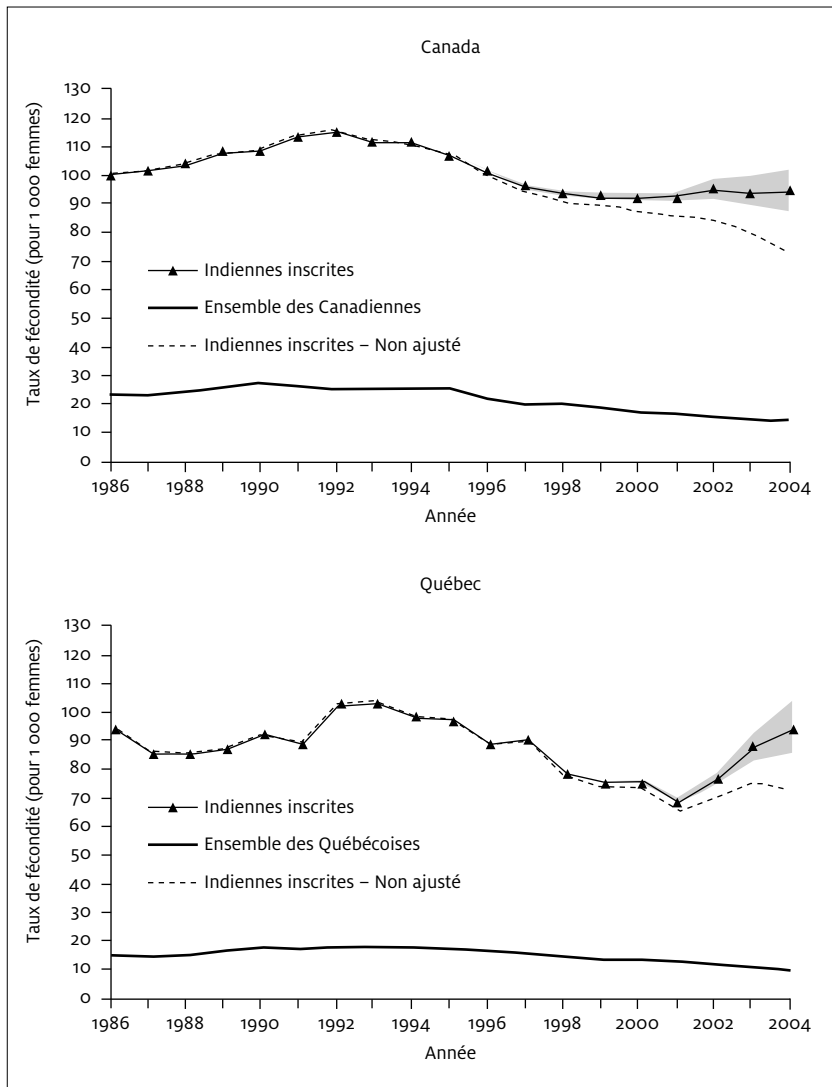 Canada
Taux de fécondité (pour 1 000 femmes)
130
120
110
100
90
80
70
60
50
40
30
20
10
0
Indiennes inscrites
Ensemble des Canadiennes
Indiennes inscrites – Non ajusté
1986 1988 1990 1992 1994 1996 1998 2000 2002 2004
Année
Québec
Taux de fécondité (pour 1 000 femmes)
130
120
110
100
90
80
70
60
50
40
30
20
10
0
Indiennes inscrites
Ensemble des Québécoises
Indiennes inscrites – Non ajusté
1986 1988 1990 1992 1994 1996 1998 2000 2002 2004
Année